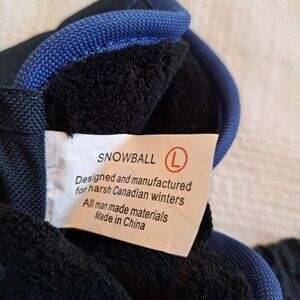 SNOWBALL L
Designed and manufactured
for harsh Canadian winters
All man made materials
Made in China